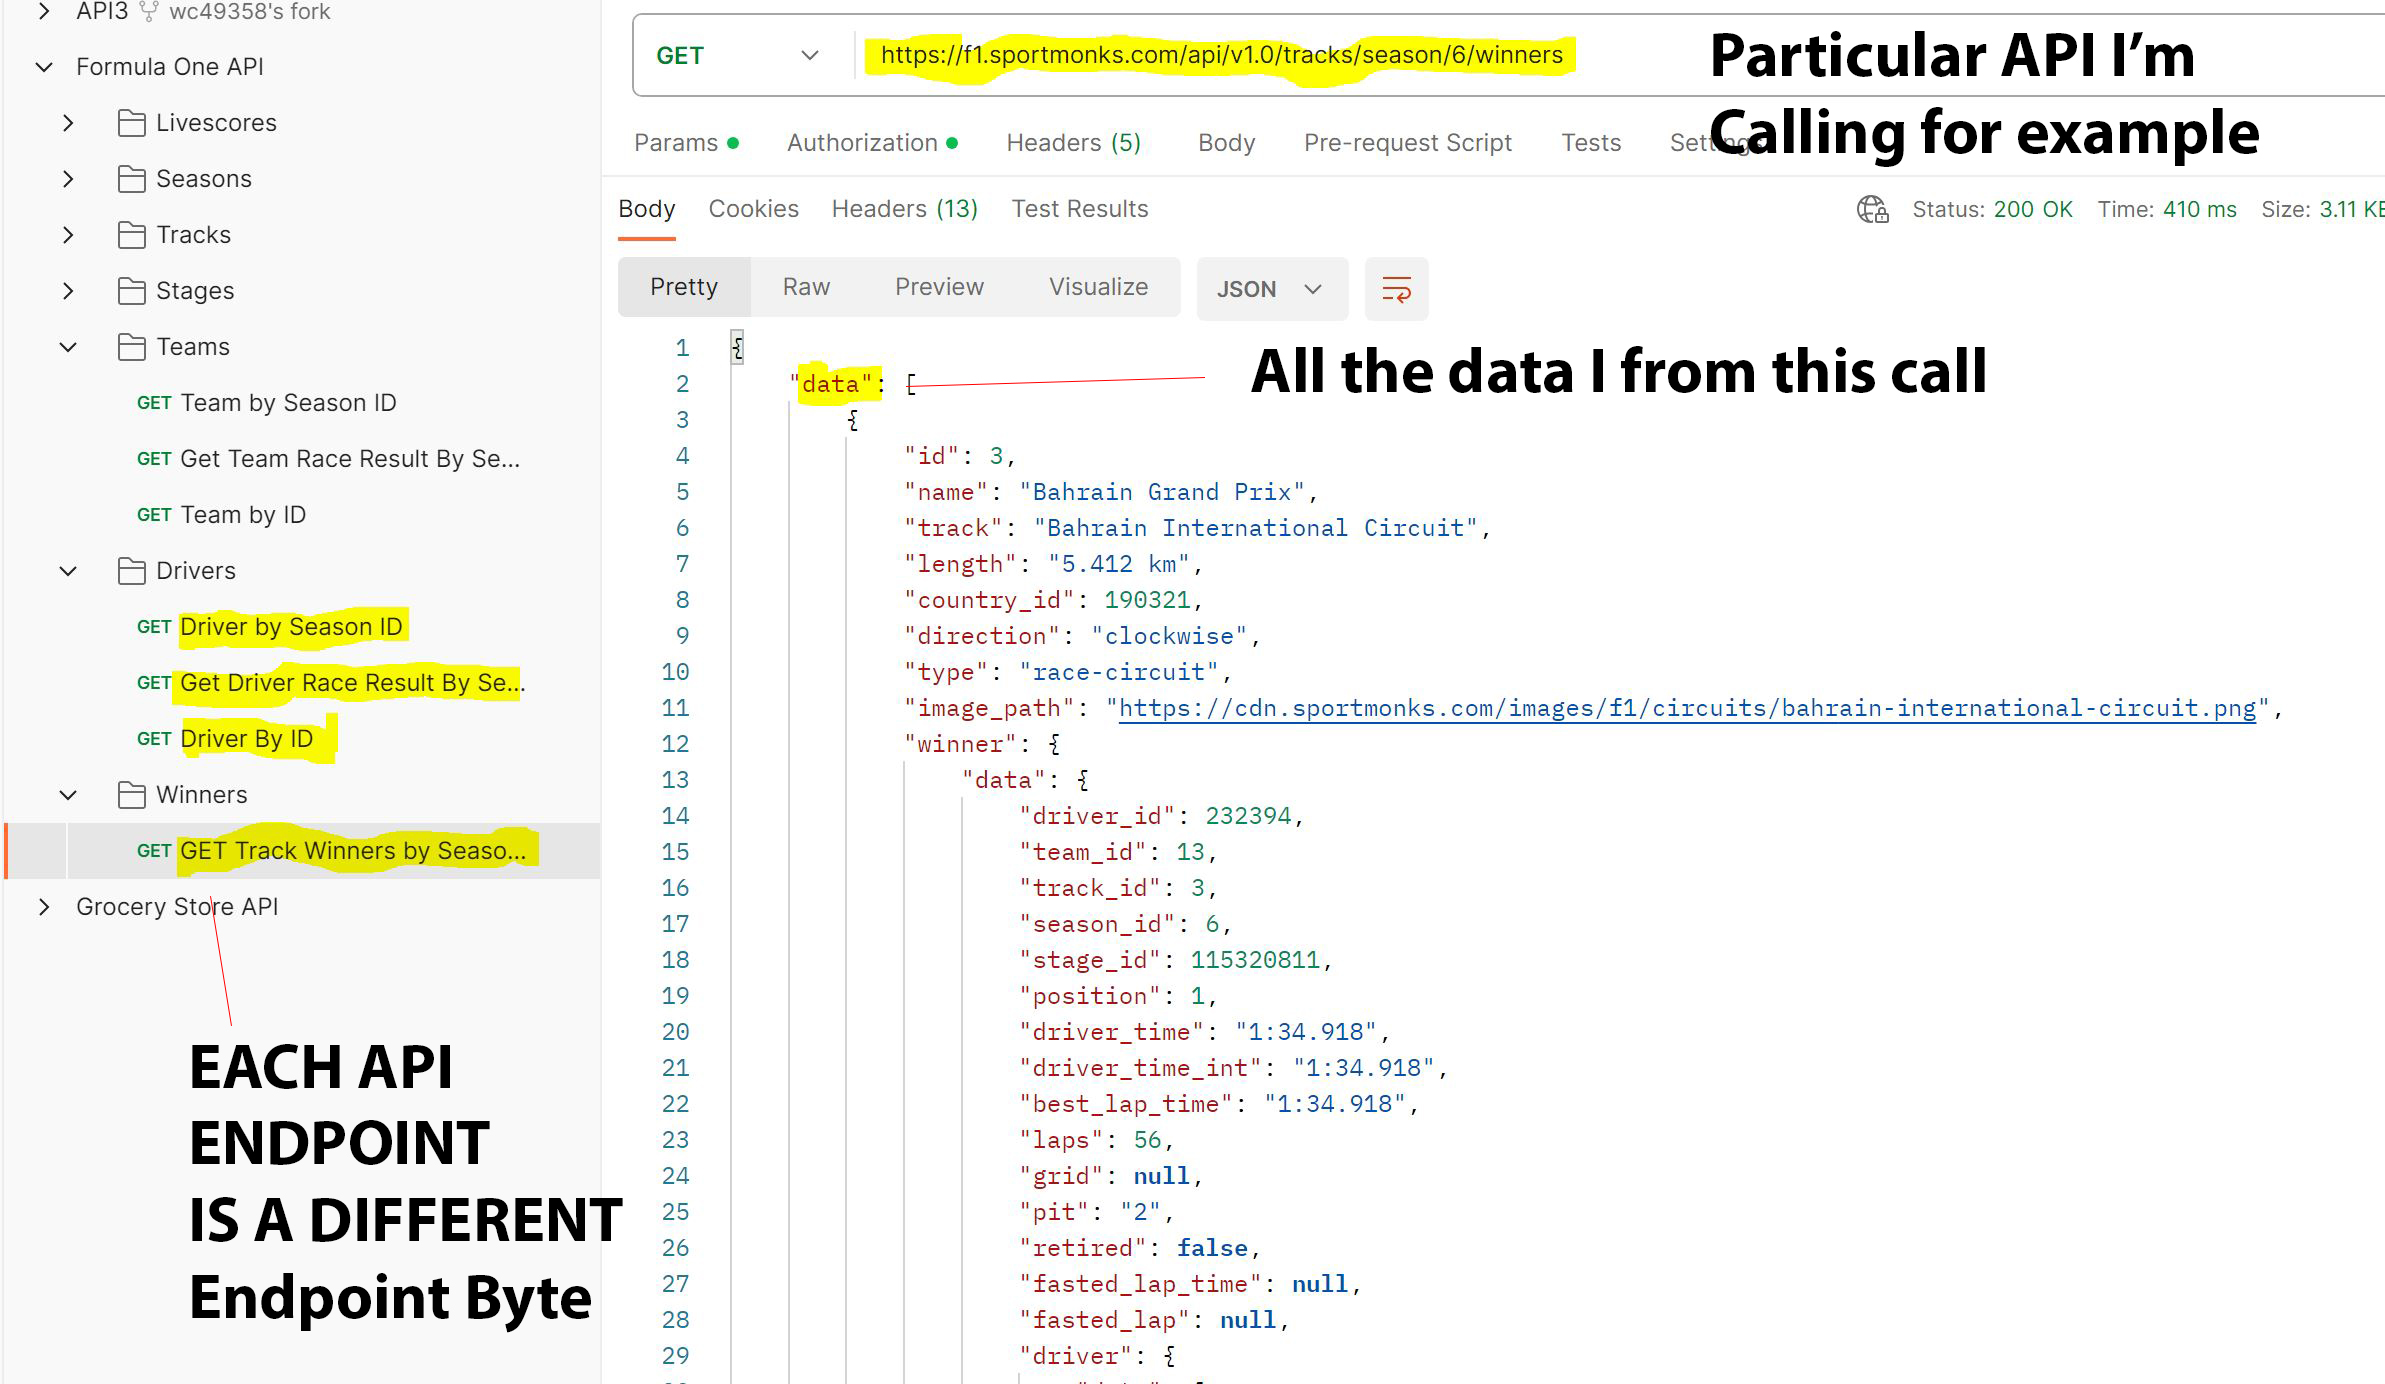 API3 wc49358's fork
Formula One API
Livescores
Seasons
Tracks
Stages
Teams
GET Team by Season ID
GET Get Team Race Result By Se...
GET Team by ID
Drivers
GET Driver by Season ID
GET Get Driver Race Result By Se...
GET Driver By ID
Winners
GET GET Track Winners by Seaso...
Grocery Store API
EACH API
ENDPOINT
IS A DIFFERENT
Endpoint Byte
GET https://f1.sportmonks.com/api/v1.0/tracks/season/6/winners
Particular API I'm
Calling for example
Params Authorization Headers (5) Body Pre-request Script Tests Settings
Body Cookies Headers (13) Test Results Status: 200 OK Time: 410 ms Size: 3.11 KB
Pretty Raw Preview Visualize JSON
All the data I from this call
1 {
2 "data": [
3 {
4 "id": 3,
5 "name": "Bahrain Grand Prix",
6 "track": "Bahrain International Circuit",
7 "length": "5.412 km",
8 "country_id": 190321,
9 "direction": "clockwise",
10 "type": "race-circuit",
11 "image_path": "https://cdn.sportmonks.com/images/f1/circuits/bahrain-international-circuit.png",
12 "winner": {
13 "data": {
14 "driver_id": 232394,
15 "team_id": 13,
16 "track_id": 3,
17 "season_id": 6,
18 "stage_id": 115320811,
19 "position": 1,
20 "driver_time": "1:34.918",
21 "driver_time_int": "1:34.918",
22 "best_lap_time": "1:34.918",
23 "laps": 56,
24 "grid": null,
25 "pit": "2",
26 "retired": false,
27 "fasted_lap_time": null,
28 "fasted_lap": null,
29 "driver": {